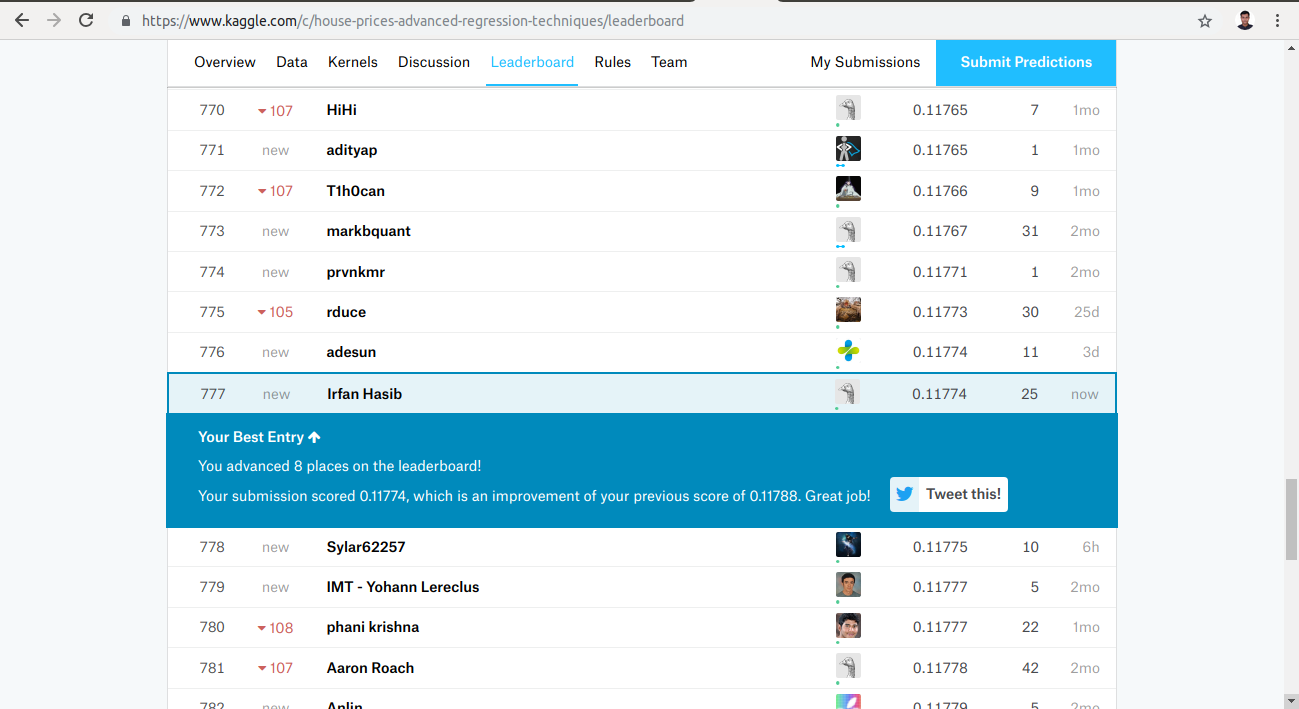 https://www.kaggle.com/c/house-prices-advanced-regression-techniques/leaderboard
Overview Data Kernels Discussion Leaderboard Rules Team My Submissions Submit Predictions
770 107 HiHi 0.11765 7 1mo
771 new adityap 0.11765 1 1mo
772 107 T1h0can 0.11766 9 1mo
773 new markbquant 0.11767 31 2mo
774 new prvnkmr 0.11771 1 2mo
775 105 rduce 0.11773 30 25d
776 new adesun 0.11774 11 3d
777 new Irfan Hasib 0.11774 25 now
Your Best Entry
You advanced 8 places on the leaderboard!
Your submission scored 0.11774, which is an improvement of your previous score of 0.11788. Great job! Tweet this!
778 new Sylar62257 0.11775 10 6h
779 new IMT - Yohann Lereclus 0.11777 5 2mo
780 108 phani krishna 0.11777 22 1mo
781 107 Aaron Roach 0.11778 42 2mo
782 new Anlin 0.11779 5 2mo